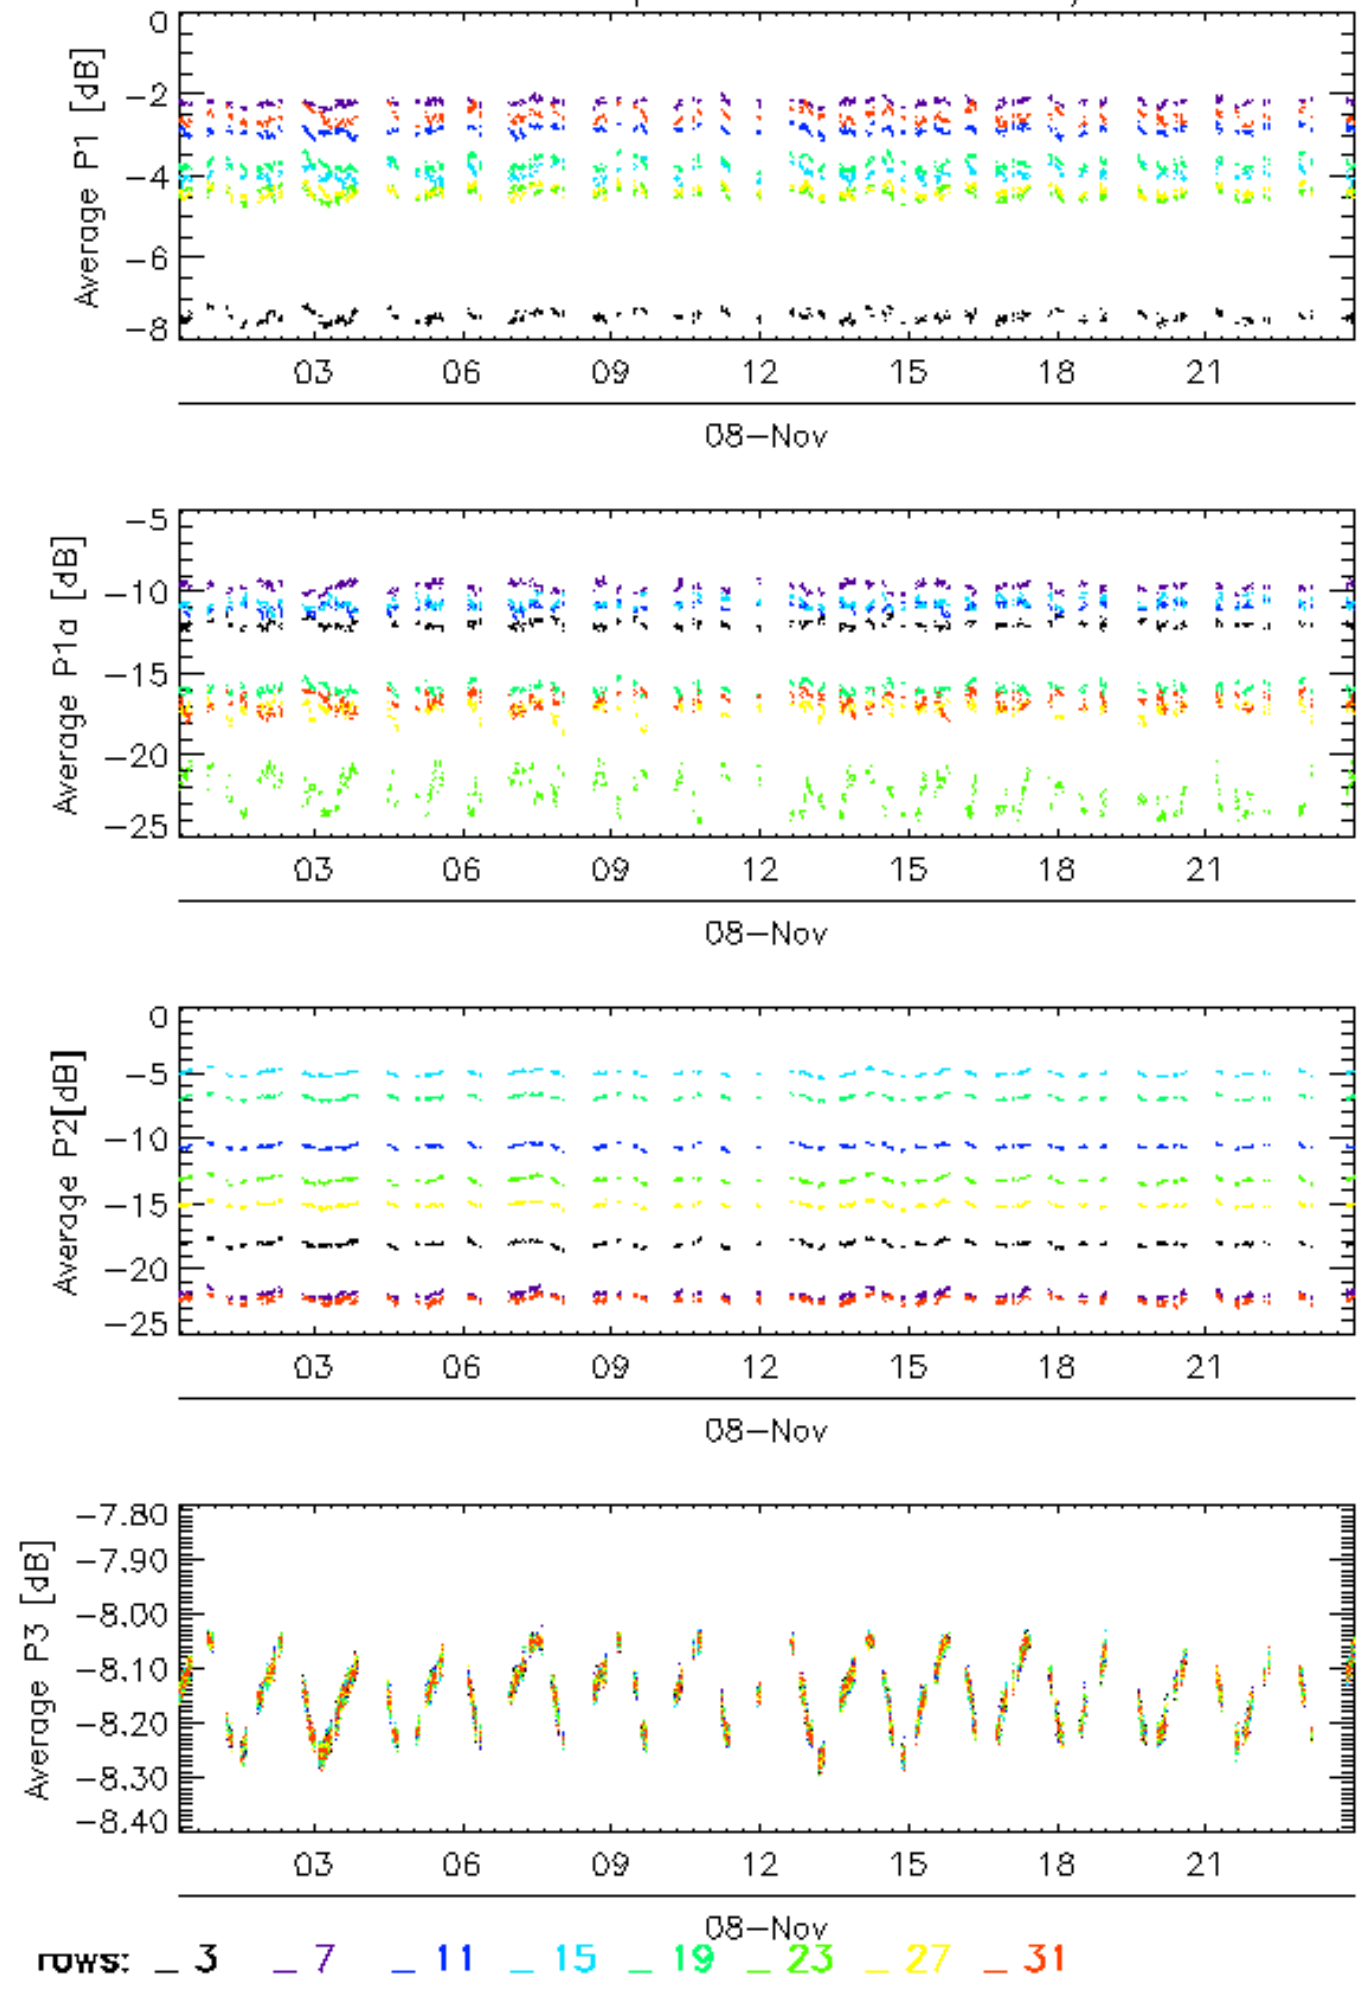 0
−2
−4
−6
−8
Average P1 [dB]
03 06 09 12 15 18 21
08−Nov
−5
−10
−15
−20
−25
Average P1a [dB]
03 06 09 12 15 18 21
08−Nov
0
−5
−10
−15
−20
−25
Average P2[dB]
03 06 09 12 15 18 21
08−Nov
−7.80
−7.90
−8.00
−8.10
−8.20
−8.30
−8.40
Average P3 [dB]
03 06 09 12 15 18 21
08−Nov
rows: _ 3 _ 7 _ 11 _ 15 _ 19 _ 23 _ 27 _ 31